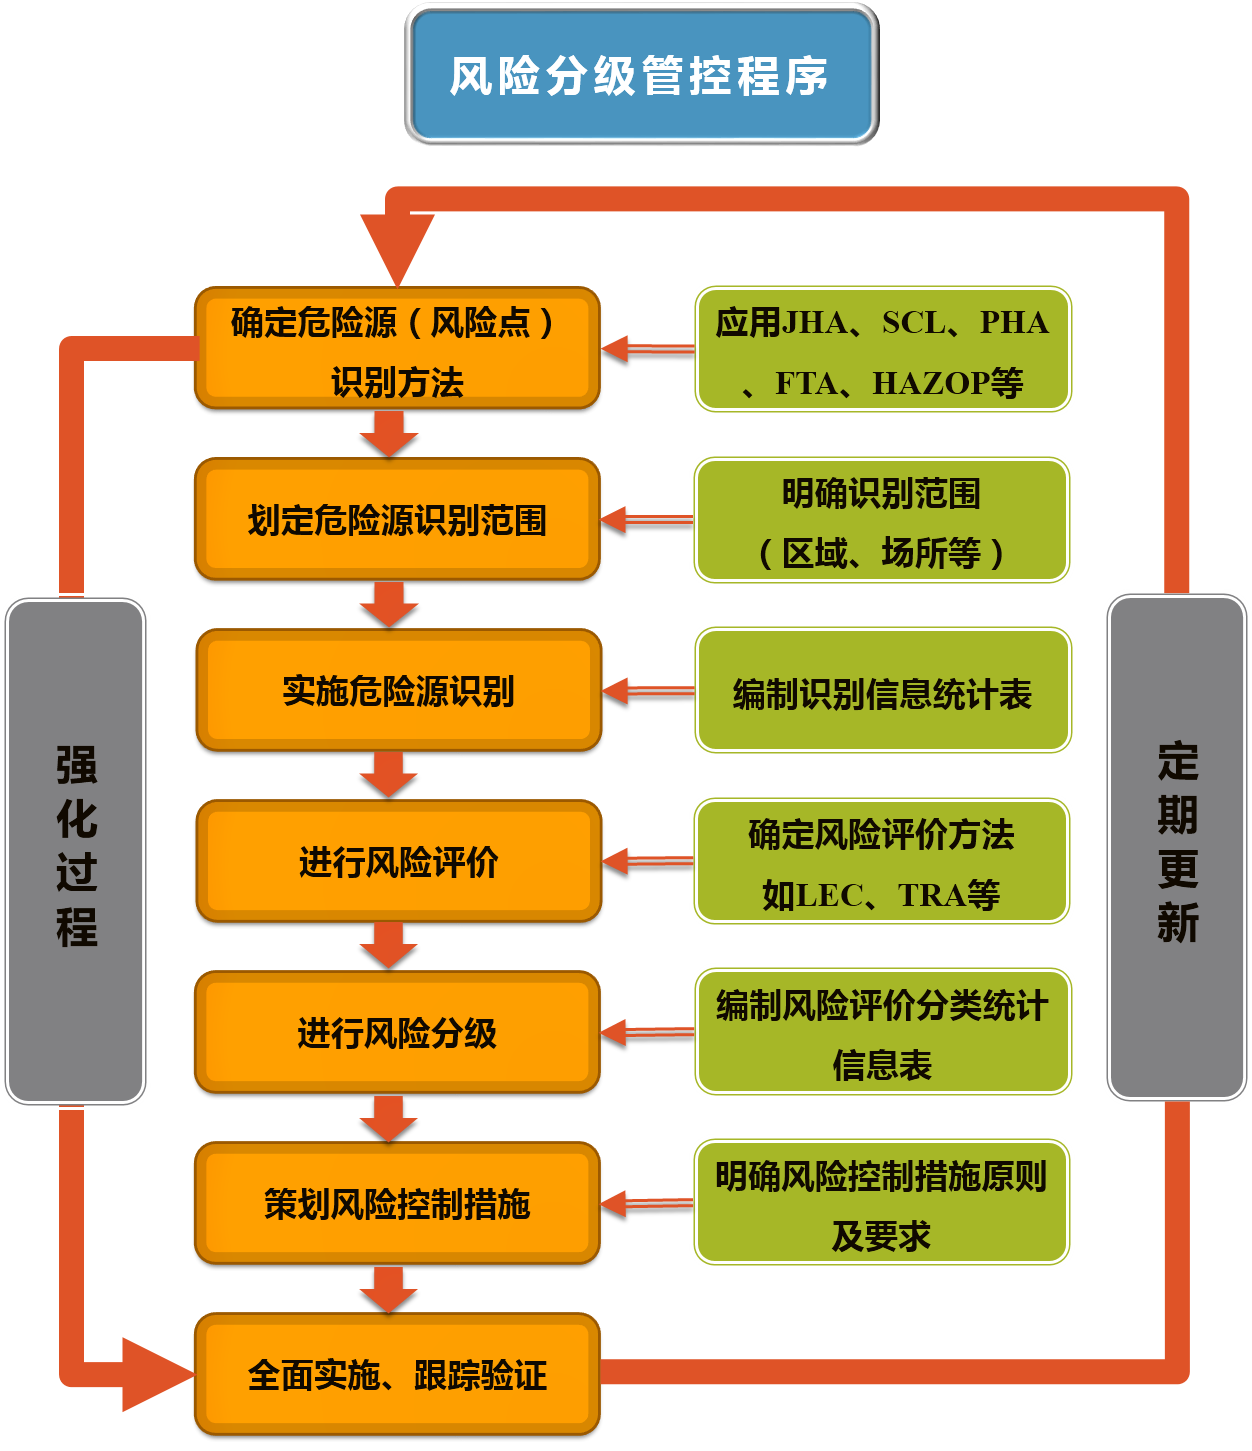 风险分级管控程序
确定危险源（风险点）
识别方法
应用JHA、SCL、PHA
、FTA、HAZOP等
划定危险源识别范围
明确识别范围
（区域、场所等）
实施危险源识别
编制识别信息统计表
进行风险评价
确定风险评价方法
如LEC、TRA等
进行风险分级
编制风险评价分类统计
信息表
策划风险控制措施
明确风险控制措施原则
及要求
全面实施、跟踪验证
强化过程
定期更新